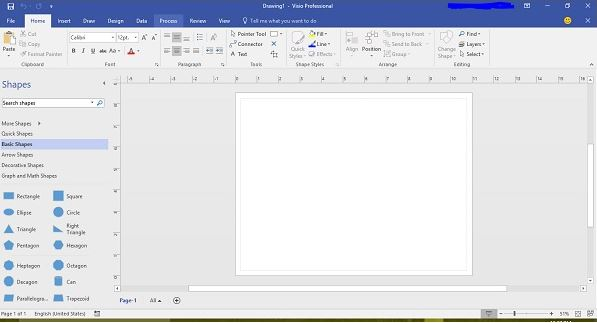 Drawing1 - Visio Professional
File Home Insert Draw Design Data Process Review View Tell me what you want to do
Paste Cut Copy Format Painter
Calibri 12pt.
Pointer Tool Connector Text
Quick Styles Fill Line Effects
Align Position Bring to Front Send to Back Group
Change Shape Find Layers Select
Clipboard Font Paragraph Tools Shape Styles Arrange Editing
Shapes
Search shapes
More Shapes
Quick Shapes
Basic Shapes
Arrow Shapes
Decorative Shapes
Graph and Math Shapes
Rectangle Square
Ellipse Circle
Triangle Right Triangle
Pentagon Hexagon
Heptagon Octagon
Decagon Can
Parallelogra... Trapezoid
Page-1 All
Page 1 of 1 English (United States) 51%